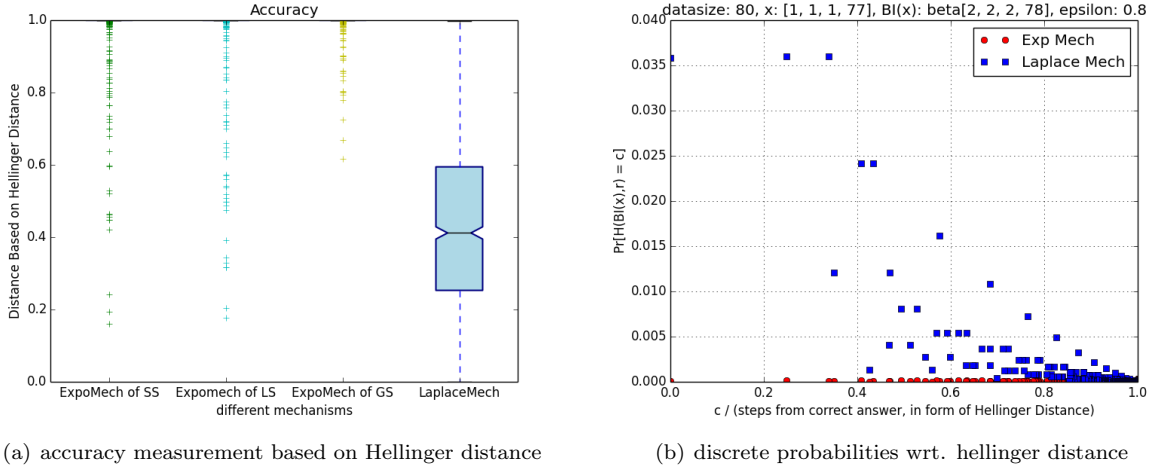 Accuracy
1.0
0.8
0.6
0.4
0.2
0.0
Distance Based on Hellinger Distance
ExpoMech of SS
Expomech of LS
ExpoMech of GS
LaplaceMech
different mechanisms
(a) accuracy measurement based on Hellinger distance
datasize: 80, x: [1, 1, 1, 77], BI(x): beta[2, 2, 2, 78], epsilon: 0.8
0.040
0.035
0.030
0.025
0.020
0.015
0.010
0.005
0.000
Pr[H(BI(x),r) = c]
Exp Mech
Laplace Mech
0.0
0.2
0.4
0.6
0.8
1.0
c / (steps from correct answer, in form of Hellinger Distance)
(b) discrete probabilities wrt. hellinger distance